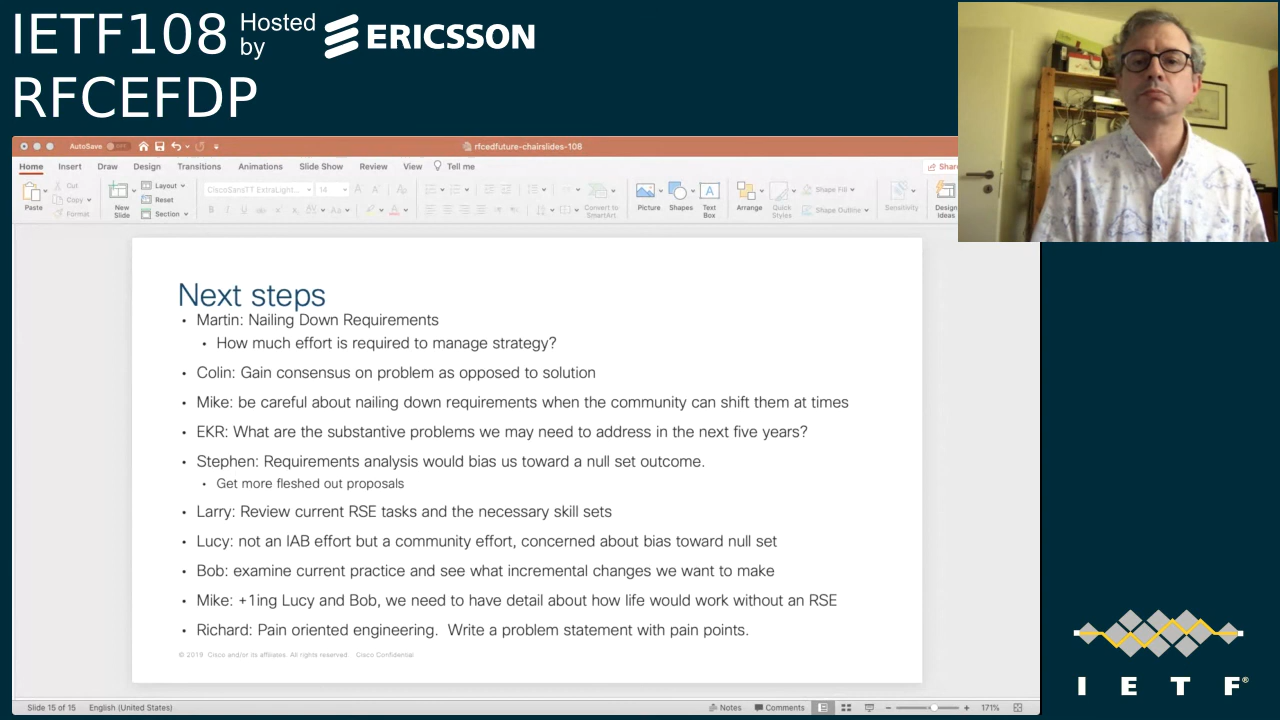 IETF108 Hosted by ERICSSON
RFCEFDP
AutoSave OFF rfcedfuture-chairslides-108
Home Insert Draw Design Transitions Animations Slide Show Review View Tell me Share
Paste Cut Copy Format New Slide Layout Reset Section CiscoSansTT ExtraLight... 14 Convert to SmartArt Picture Shapes Text Box Arrange Quick Styles Shape Fill Shape Outline Sensitivity Design Ideas
Next steps
• Martin: Nailing Down Requirements
• How much effort is required to manage strategy?
• Colin: Gain consensus on problem as opposed to solution
• Mike: be careful about nailing down requirements when the community can shift them at times
• EKR: What are the substantive problems we may need to address in the next five years?
• Stephen: Requirements analysis would bias us toward a null set outcome.
• Get more fleshed out proposals
• Larry: Review current RSE tasks and the necessary skill sets
• Lucy: not an IAB effort but a community effort, concerned about bias toward null set
• Bob: examine current practice and see what incremental changes we want to make
• Mike: +1ing Lucy and Bob, we need to have detail about how life would work without an RSE
• Richard: Pain oriented engineering. Write a problem statement with pain points.
© 2019 Cisco and/or its affiliates. All rights reserved. Cisco Confidential
Slide 15 of 15 English (United States) Notes Comments 171%
I E T F®